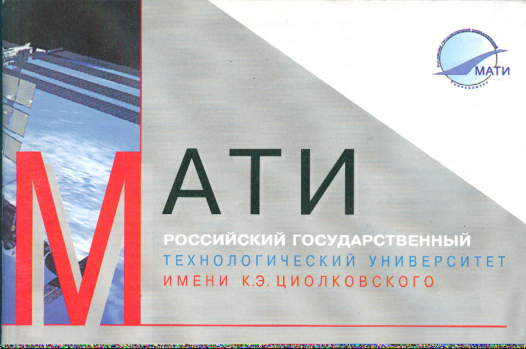 МАТИ
МАТИ
РОССИЙСКИЙ ГОСУДАРСТВЕННЫЙ
ТЕХНОЛОГИЧЕСКИЙ УНИВЕРСИТЕТ
ИМЕНИ К.Э. ЦИОЛКОВСКОГО